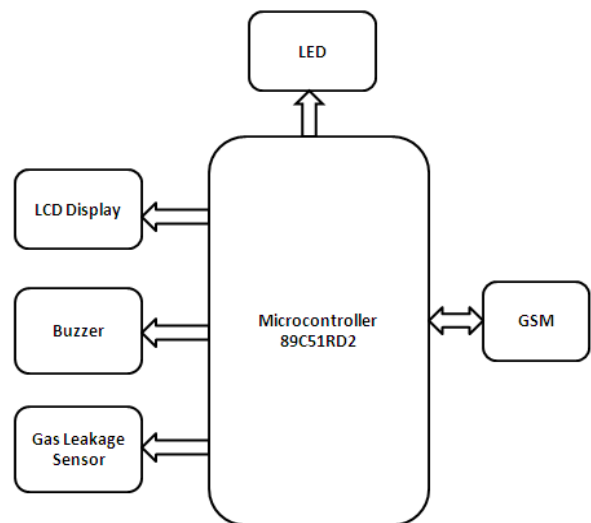 LED
LCD Display
Buzzer
Gas Leakage
Sensor
Microcontroller
89C51RD2
GSM